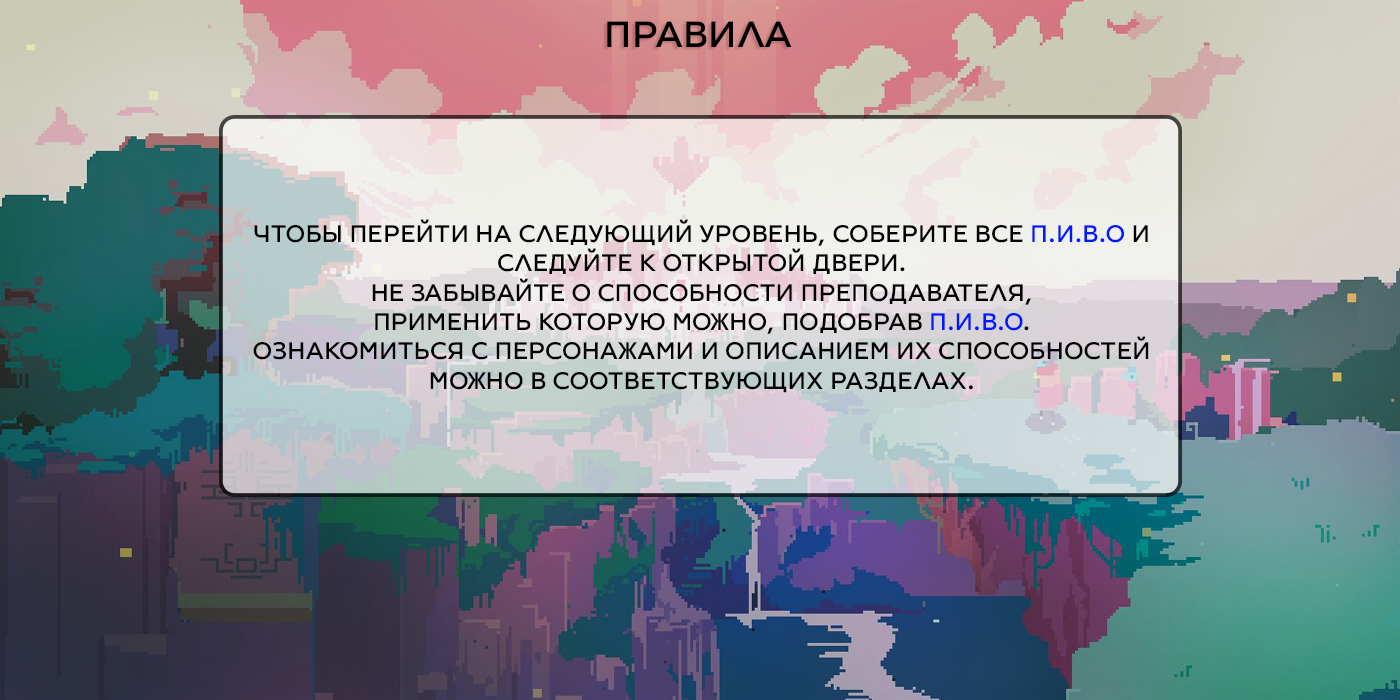 ПРАВИЛА
ЧТОБЫ ПЕРЕЙТИ НА СЛЕДУЮЩИЙ УРОВЕНЬ, СОБЕРИТЕ ВСЕ П.И.В.О И
СЛЕДУЙТЕ К ОТКРЫТОЙ ДВЕРИ.
НЕ ЗАБЫВАЙТЕ О СПОСОБНОСТИ ПРЕПОДАВАТЕЛЯ,
ПРИМЕНИТЬ КОТОРУЮ МОЖНО, ПОДОБРАВ П.И.В.О.
ОЗНАКОМИТЬСЯ С ПЕРСОНАЖАМИ И ОПИСАНИЕМ ИХ СПОСОБНОСТЕЙ
МОЖНО В СООТВЕТСТВУЮЩИХ РАЗДЕЛАХ.